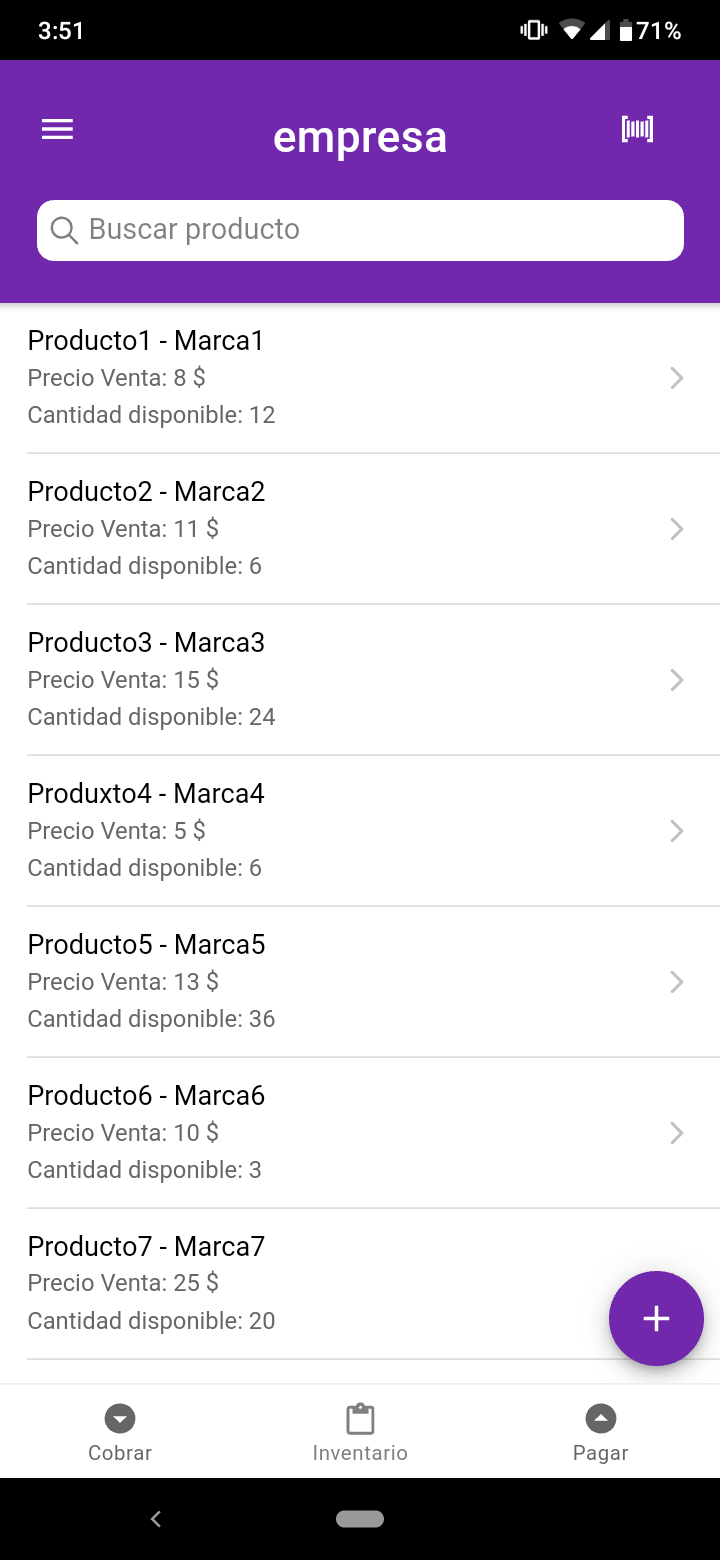 3:51
71%
empresa
Buscar producto
Producto1 - Marca1
Precio Venta: 8 $
Cantidad disponible: 12
Producto2 - Marca2
Precio Venta: 11 $
Cantidad disponible: 6
Producto3 - Marca3
Precio Venta: 15 $
Cantidad disponible: 24
Produxto4 - Marca4
Precio Venta: 5 $
Cantidad disponible: 6
Producto5 - Marca5
Precio Venta: 13 $
Cantidad disponible: 36
Producto6 - Marca6
Precio Venta: 10 $
Cantidad disponible: 3
Producto7 - Marca7
Precio Venta: 25 $
Cantidad disponible: 20
Cobrar
Inventario
Pagar